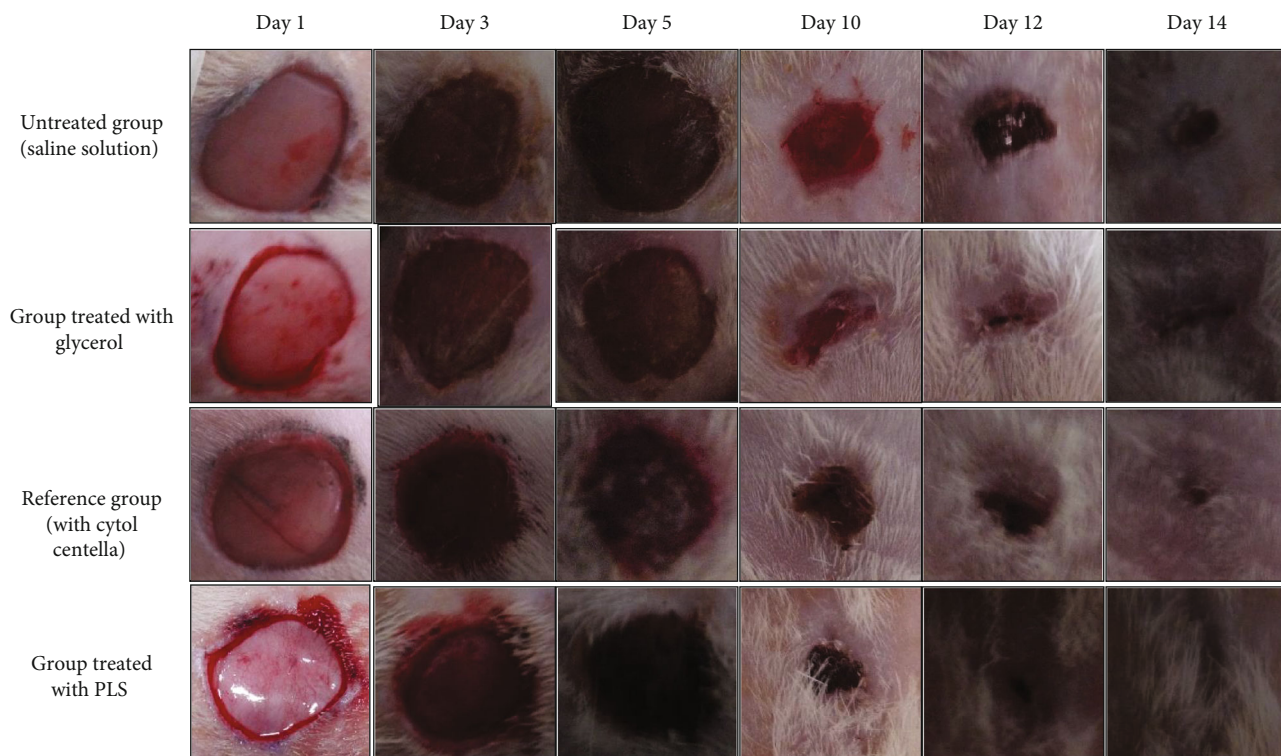 Day 1 Day 3 Day 5 Day 10 Day 12 Day 14
Untreated group
(saline solution)
Group treated with
glycerol
Reference group
(with cytol
centella)
Group treated
with PLS